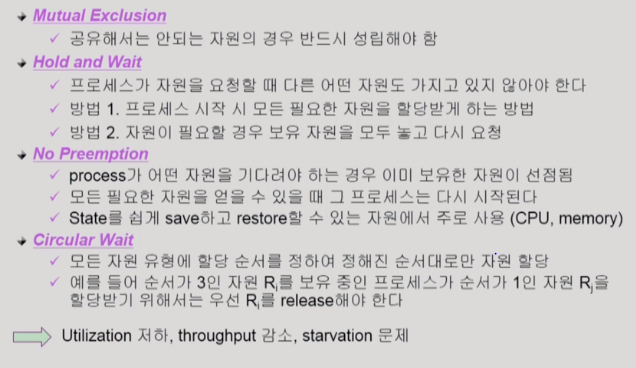 Mutual Exclusion
공유해서는 안되는 자원의 경우 반드시 성립해야 함
Hold and Wait
프로세스가 자원을 요청할 때 다른 어떤 자원도 가지고 있지 않아야 한다
방법 1. 프로세스 시작 시 모든 필요한 자원을 할당받게 하는 방법
방법 2. 자원이 필요할 경우 보유 자원을 모두 놓고 다시 요청
No Preemption
process가 어떤 자원을 기다려야 하는 경우 이미 보유한 자원이 선점됨
모든 필요한 자원을 얻을 수 있을 때 그 프로세스는 다시 시작된다
State를 쉽게 save하고 restore할 수 있는 자원에서 주로 사용 (CPU, memory)
Circular Wait
모든 자원 유형에 할당 순서를 정하여 정해진 순서대로만 자원 할당
예를 들어 순서가 3인 자원 Ri를 보유 중인 프로세스가 순서가 1인 자원 Rj을
할당받기 위해서는 우선 Ri를 release해야 한다
Utilization 저하, throughput 감소, starvation 문제